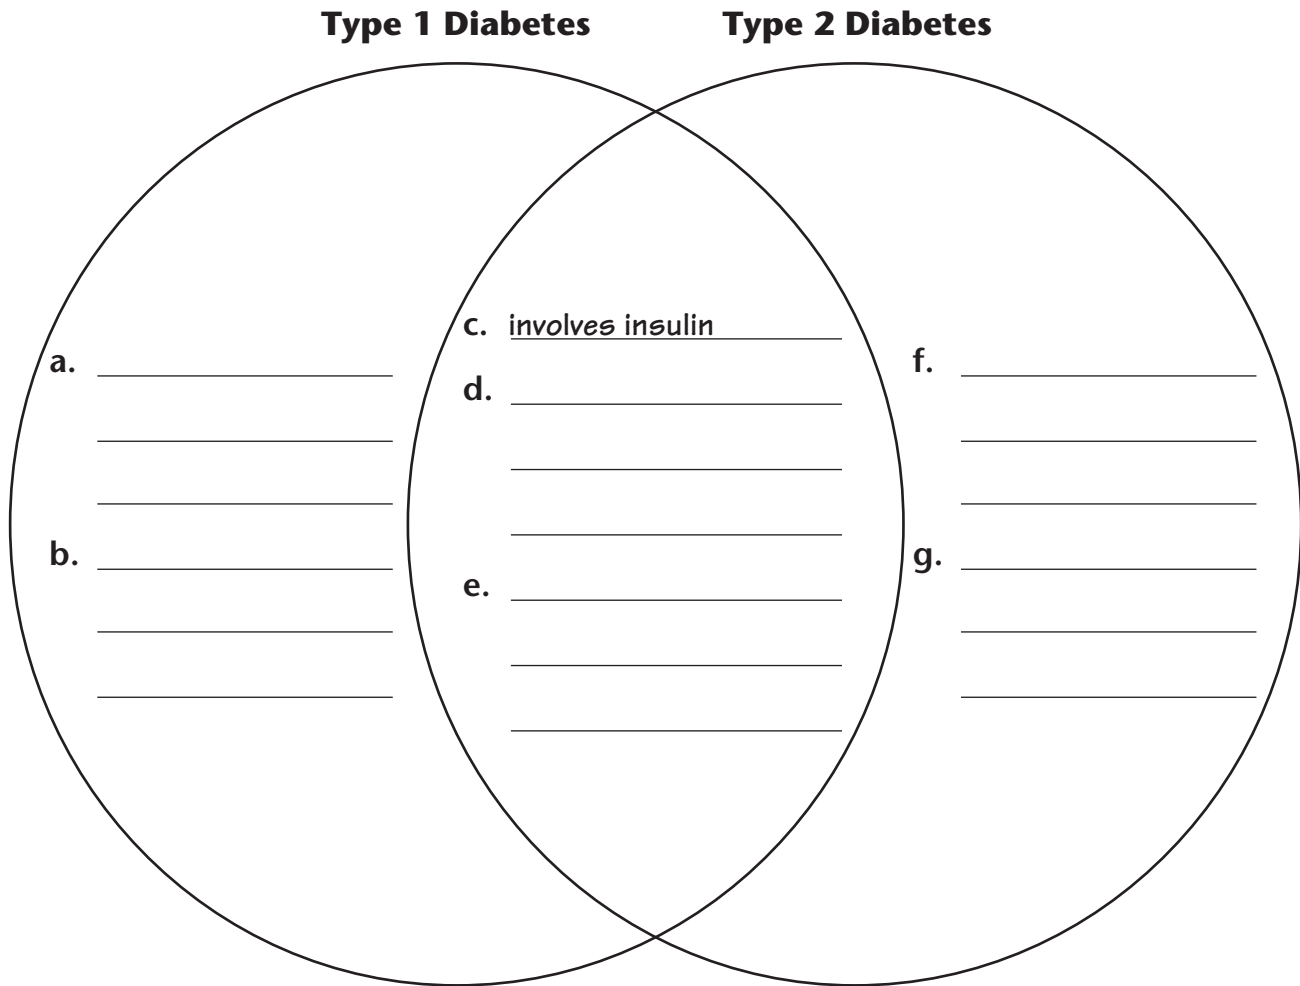 Type 1 Diabetes
Type 2 Diabetes
a.
b.
c. involves insulin
d.
e.
f.
g.